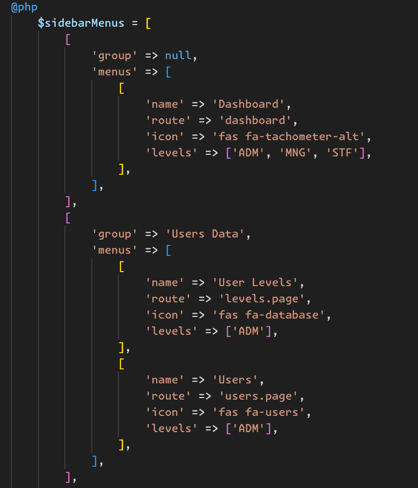 @php
$sidebarMenus = [
[
'group' => null,
'menus' => [
[
'name' => 'Dashboard',
'route' => 'dashboard',
'icon' => 'fas fa-tachometer-alt',
'levels' => ['ADM', 'MNG', 'STF'],
],
],
],
[
'group' => 'Users Data',
'menus' => [
[
'name' => 'User Levels',
'route' => 'levels.page',
'icon' => 'fas fa-database',
'levels' => ['ADM'],
],
[
'name' => 'Users',
'route' => 'users.page',
'icon' => 'fas fa-users',
'levels' => ['ADM'],
],
],
],